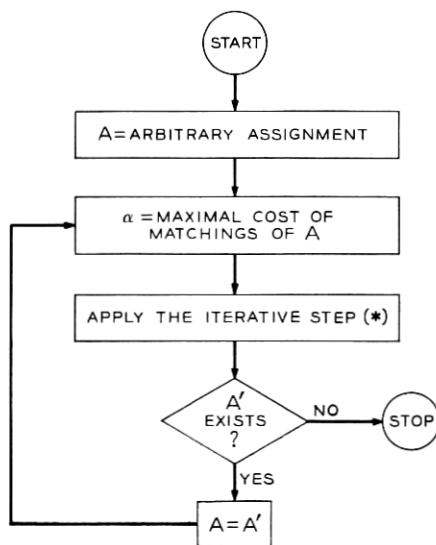 START
A=ARBITRARY ASSIGNMENT
α=MAXIMAL COST OF
MATCHINGS OF A
APPLY THE ITERATIVE STEP (*)
A'
EXISTS
?
NO
STOP
YES
A=A'